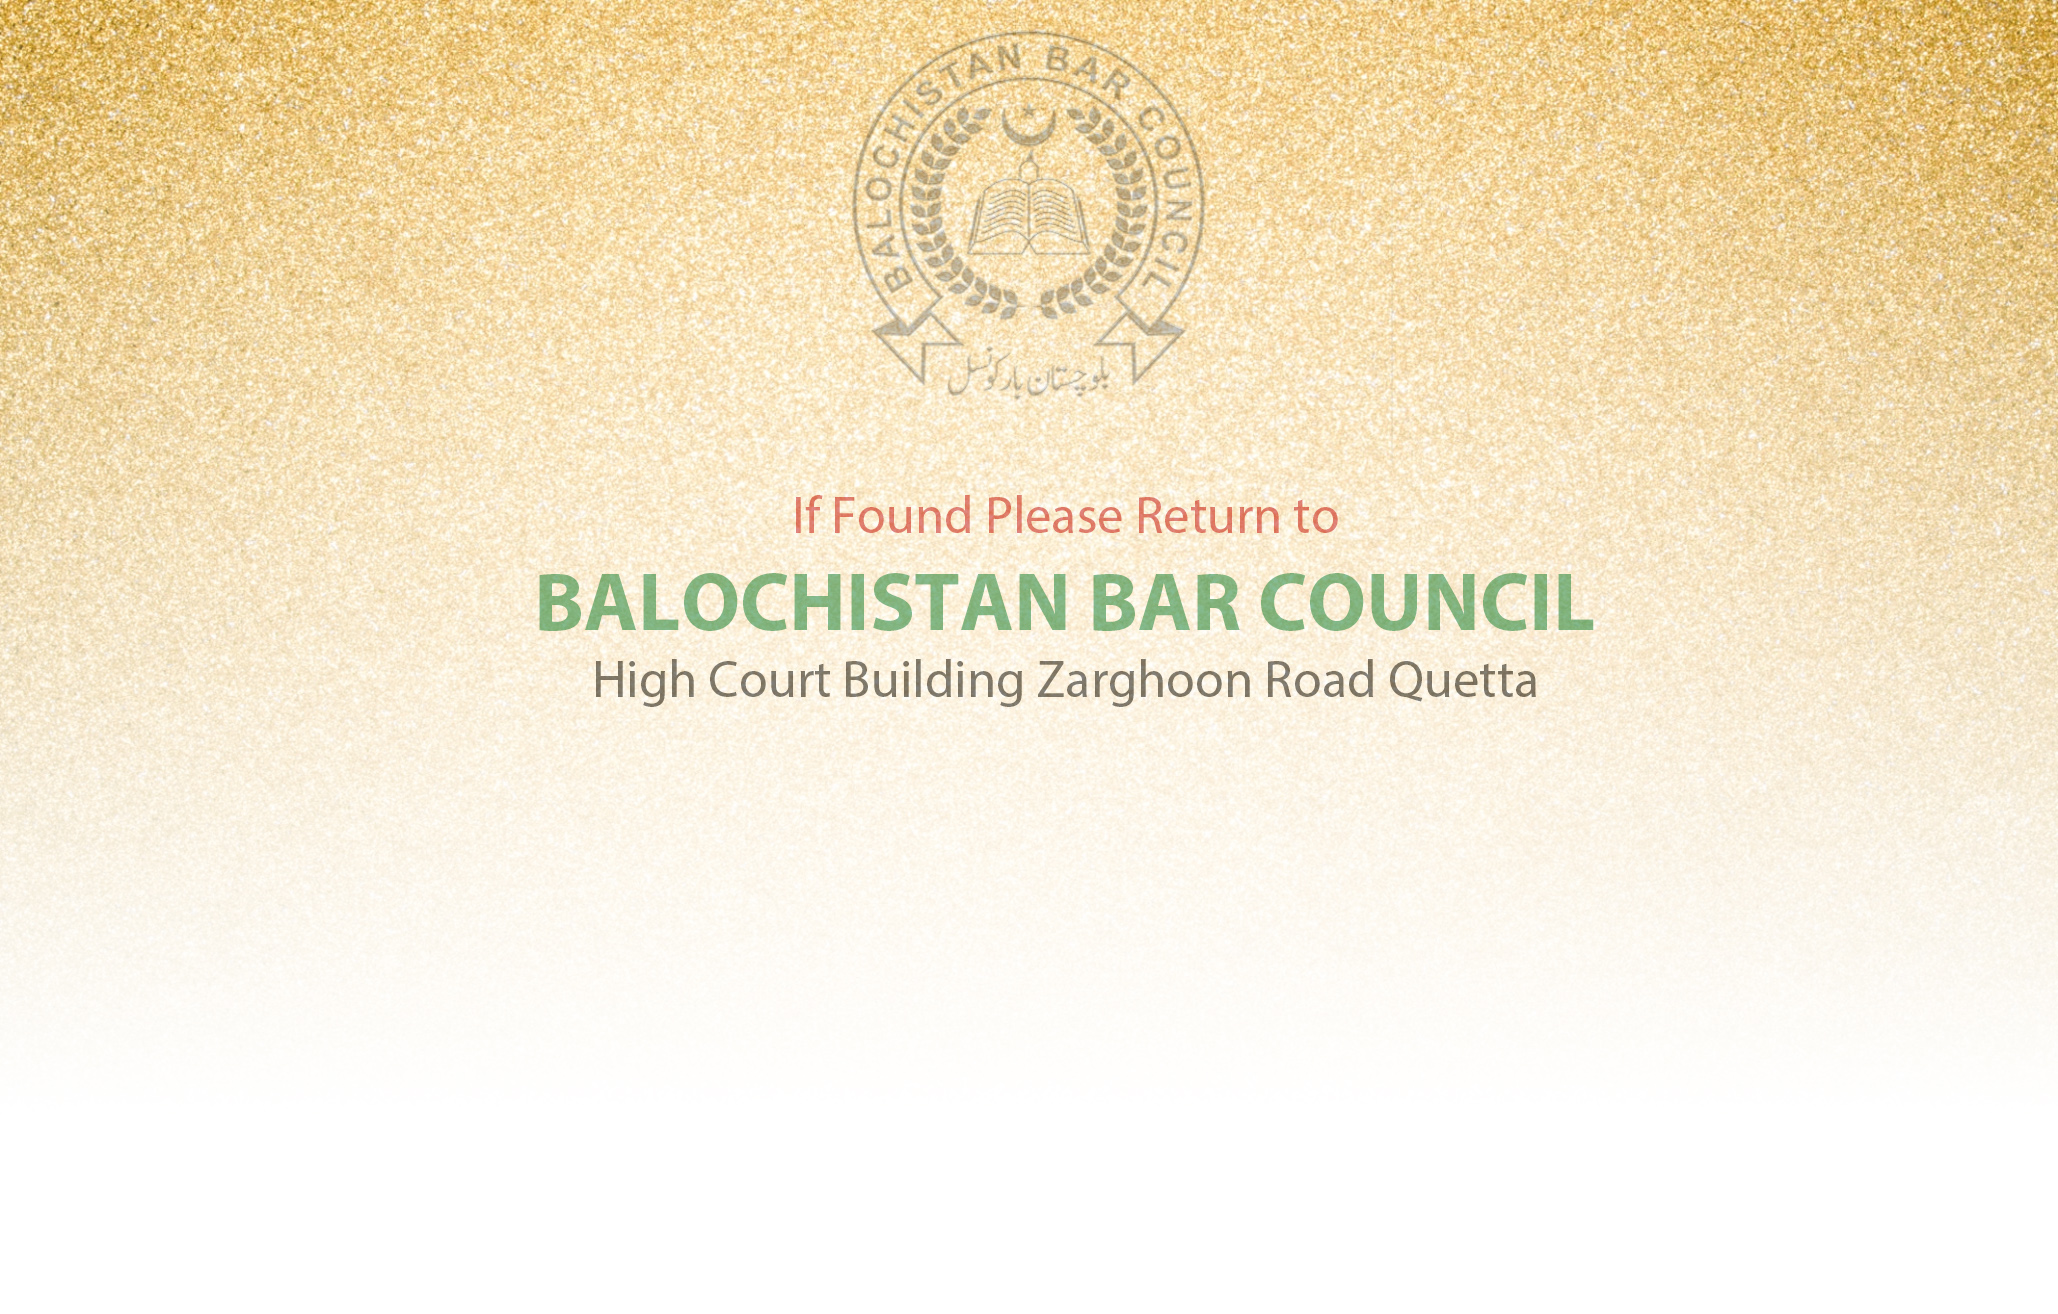 BALOCHISTAN BAR COUNCIL
بلوچستان بار کونسل
If Found Please Return to
BALOCHISTAN BAR COUNCIL
High Court Building Zarghoon Road Quetta